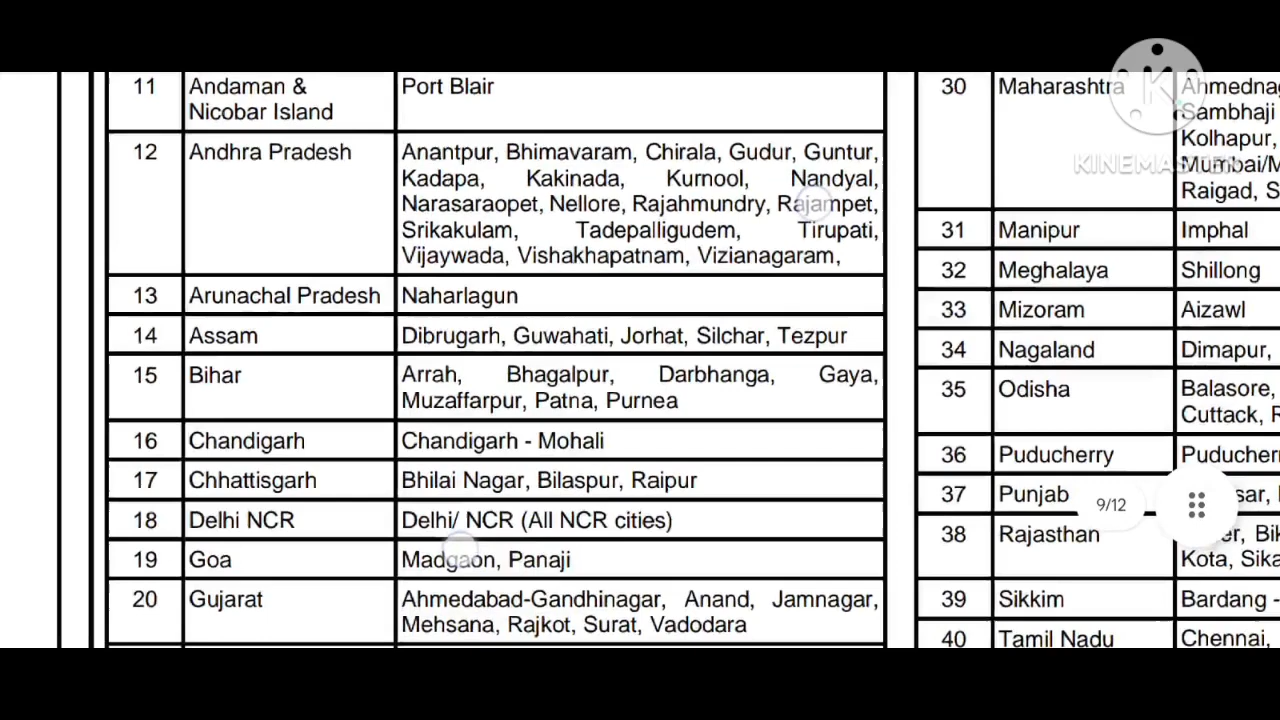 11 Andaman & Nicobar Island Port Blair
12 Andhra Pradesh Anantpur, Bhimavaram, Chirala, Gudur, Guntur,
Kadapa, Kakinada, Kurnool, Nandyal,
Narasaraopet, Nellore, Rajahmundry, Rajampet,
Srikakulam, Tadepalligudem, Tirupati,
Vijaywada, Vishakhapatnam, Vizianagaram,
13 Arunachal Pradesh Naharlagun
14 Assam Dibrugarh, Guwahati, Jorhat, Silchar, Tezpur
15 Bihar Arrah, Bhagalpur, Darbhanga, Gaya,
Muzaffarpur, Patna, Purnea
16 Chandigarh Chandigarh - Mohali
17 Chhattisgarh Bhilai Nagar, Bilaspur, Raipur
18 Delhi NCR Delhi/ NCR (All NCR cities)
19 Goa Madgaon, Panaji
20 Gujarat Ahmedabad-Gandhinagar, Anand, Jamnagar,
Mehsana, Rajkot, Surat, Vadodara
30 Maharashtra
Sambhaji
Kolhapur,
Raigad,
31 Manipur Imphal
32 Meghalaya Shillong
33 Mizoram Aizawl
34 Nagaland Dimapur,
35 Odisha Balasore,
Cuttack,
36 Puducherry
37 Punjab
38 Rajasthan
Kota,
39 Sikkim Bardang -
40 Tamil Nadu Chennai,
KINEMASTER
9/12